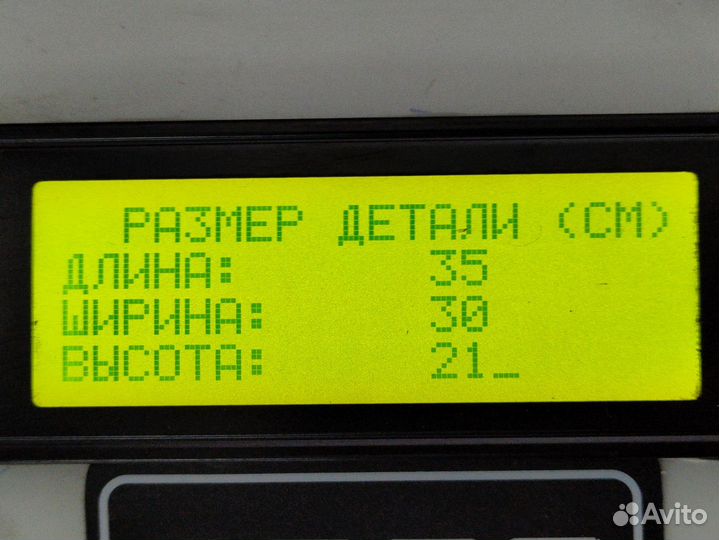 РАЗМЕР ДЕТАЛИ (СМ)
ДЛИНА: 35
ШИРИНА: 30
ВЫСОТА: 21_
Avito